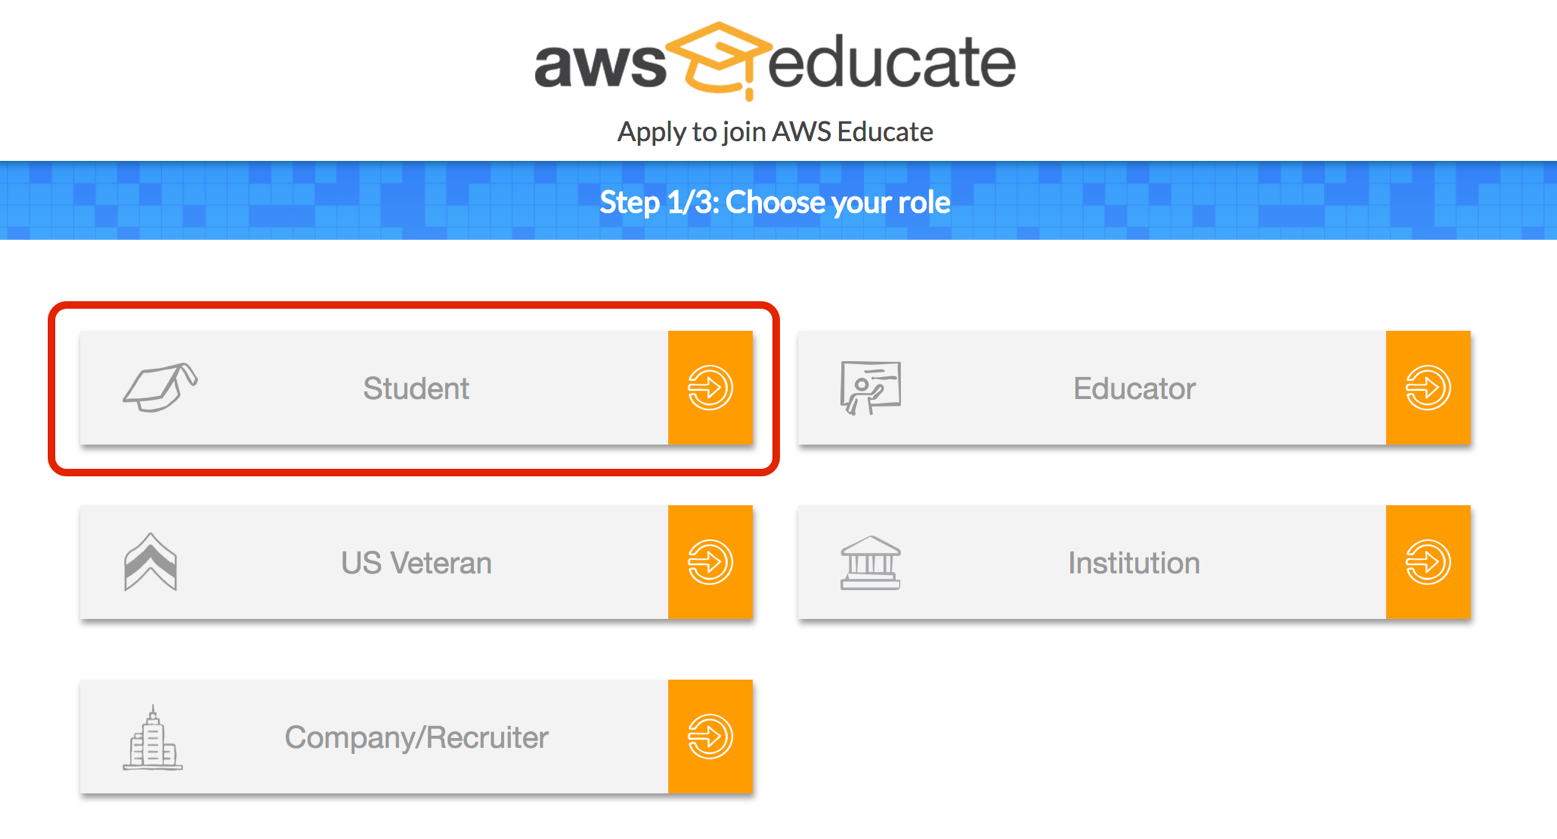 aws educate
Apply to join AWS Educate
Step 1/3: Choose your role
Student
Educator
US Veteran
Institution
Company/Recruiter